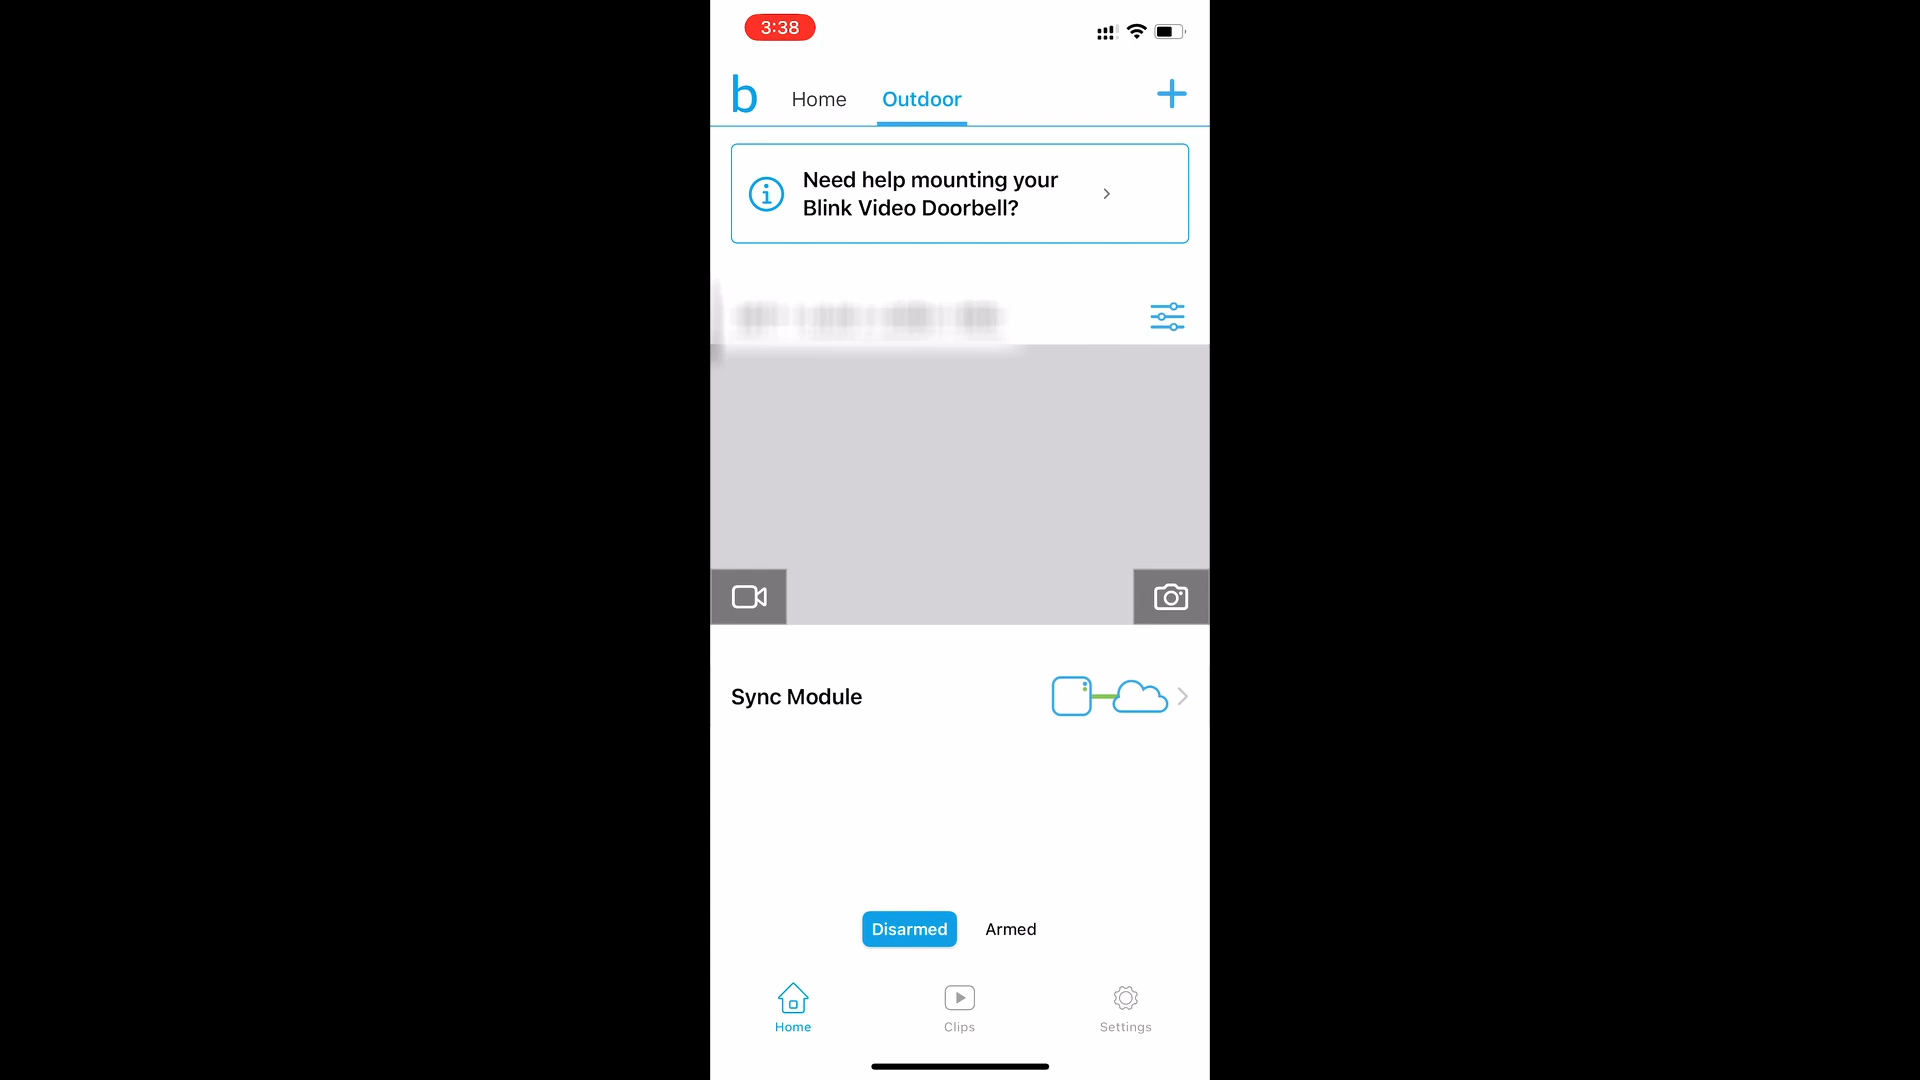 3:38
b Home Outdoor
Need help mounting your
Blink Video Doorbell?
Sync Module
Disarmed Armed
Home Clips Settings